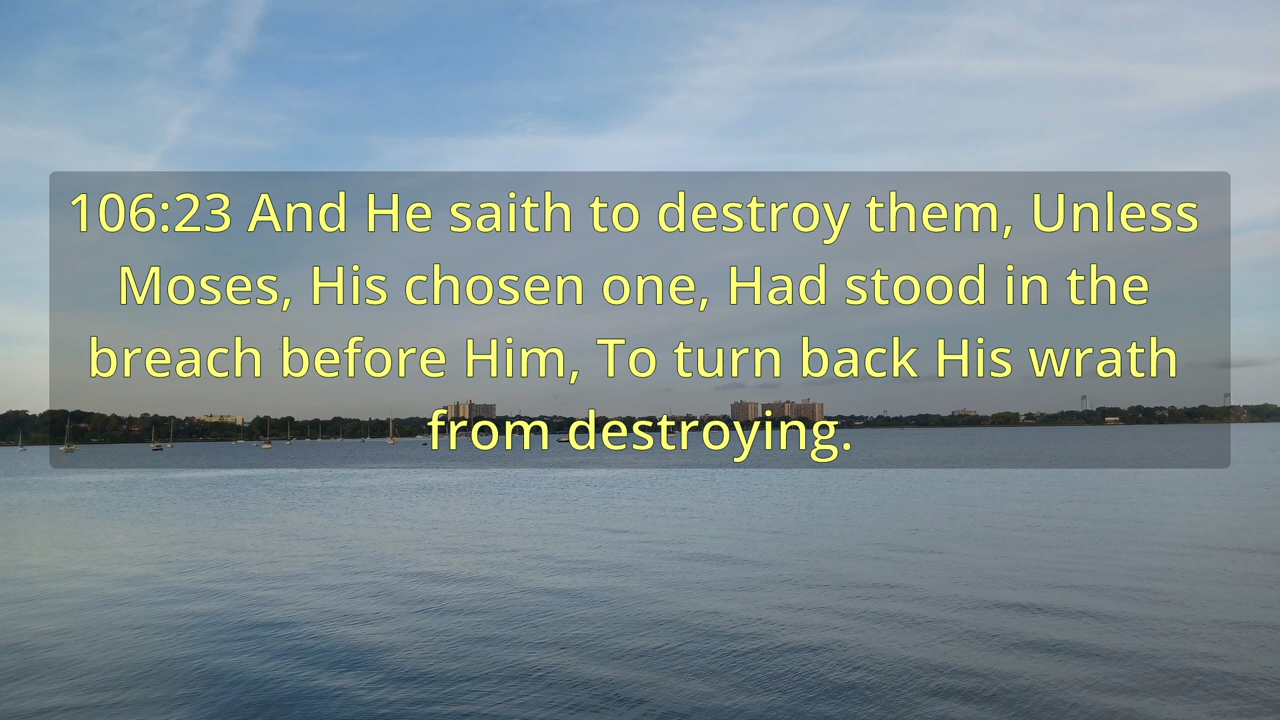 106:23 And He saith to destroy them, Unless
Moses, His chosen one, Had stood in the
breach before Him, To turn back His wrath
from destroying.